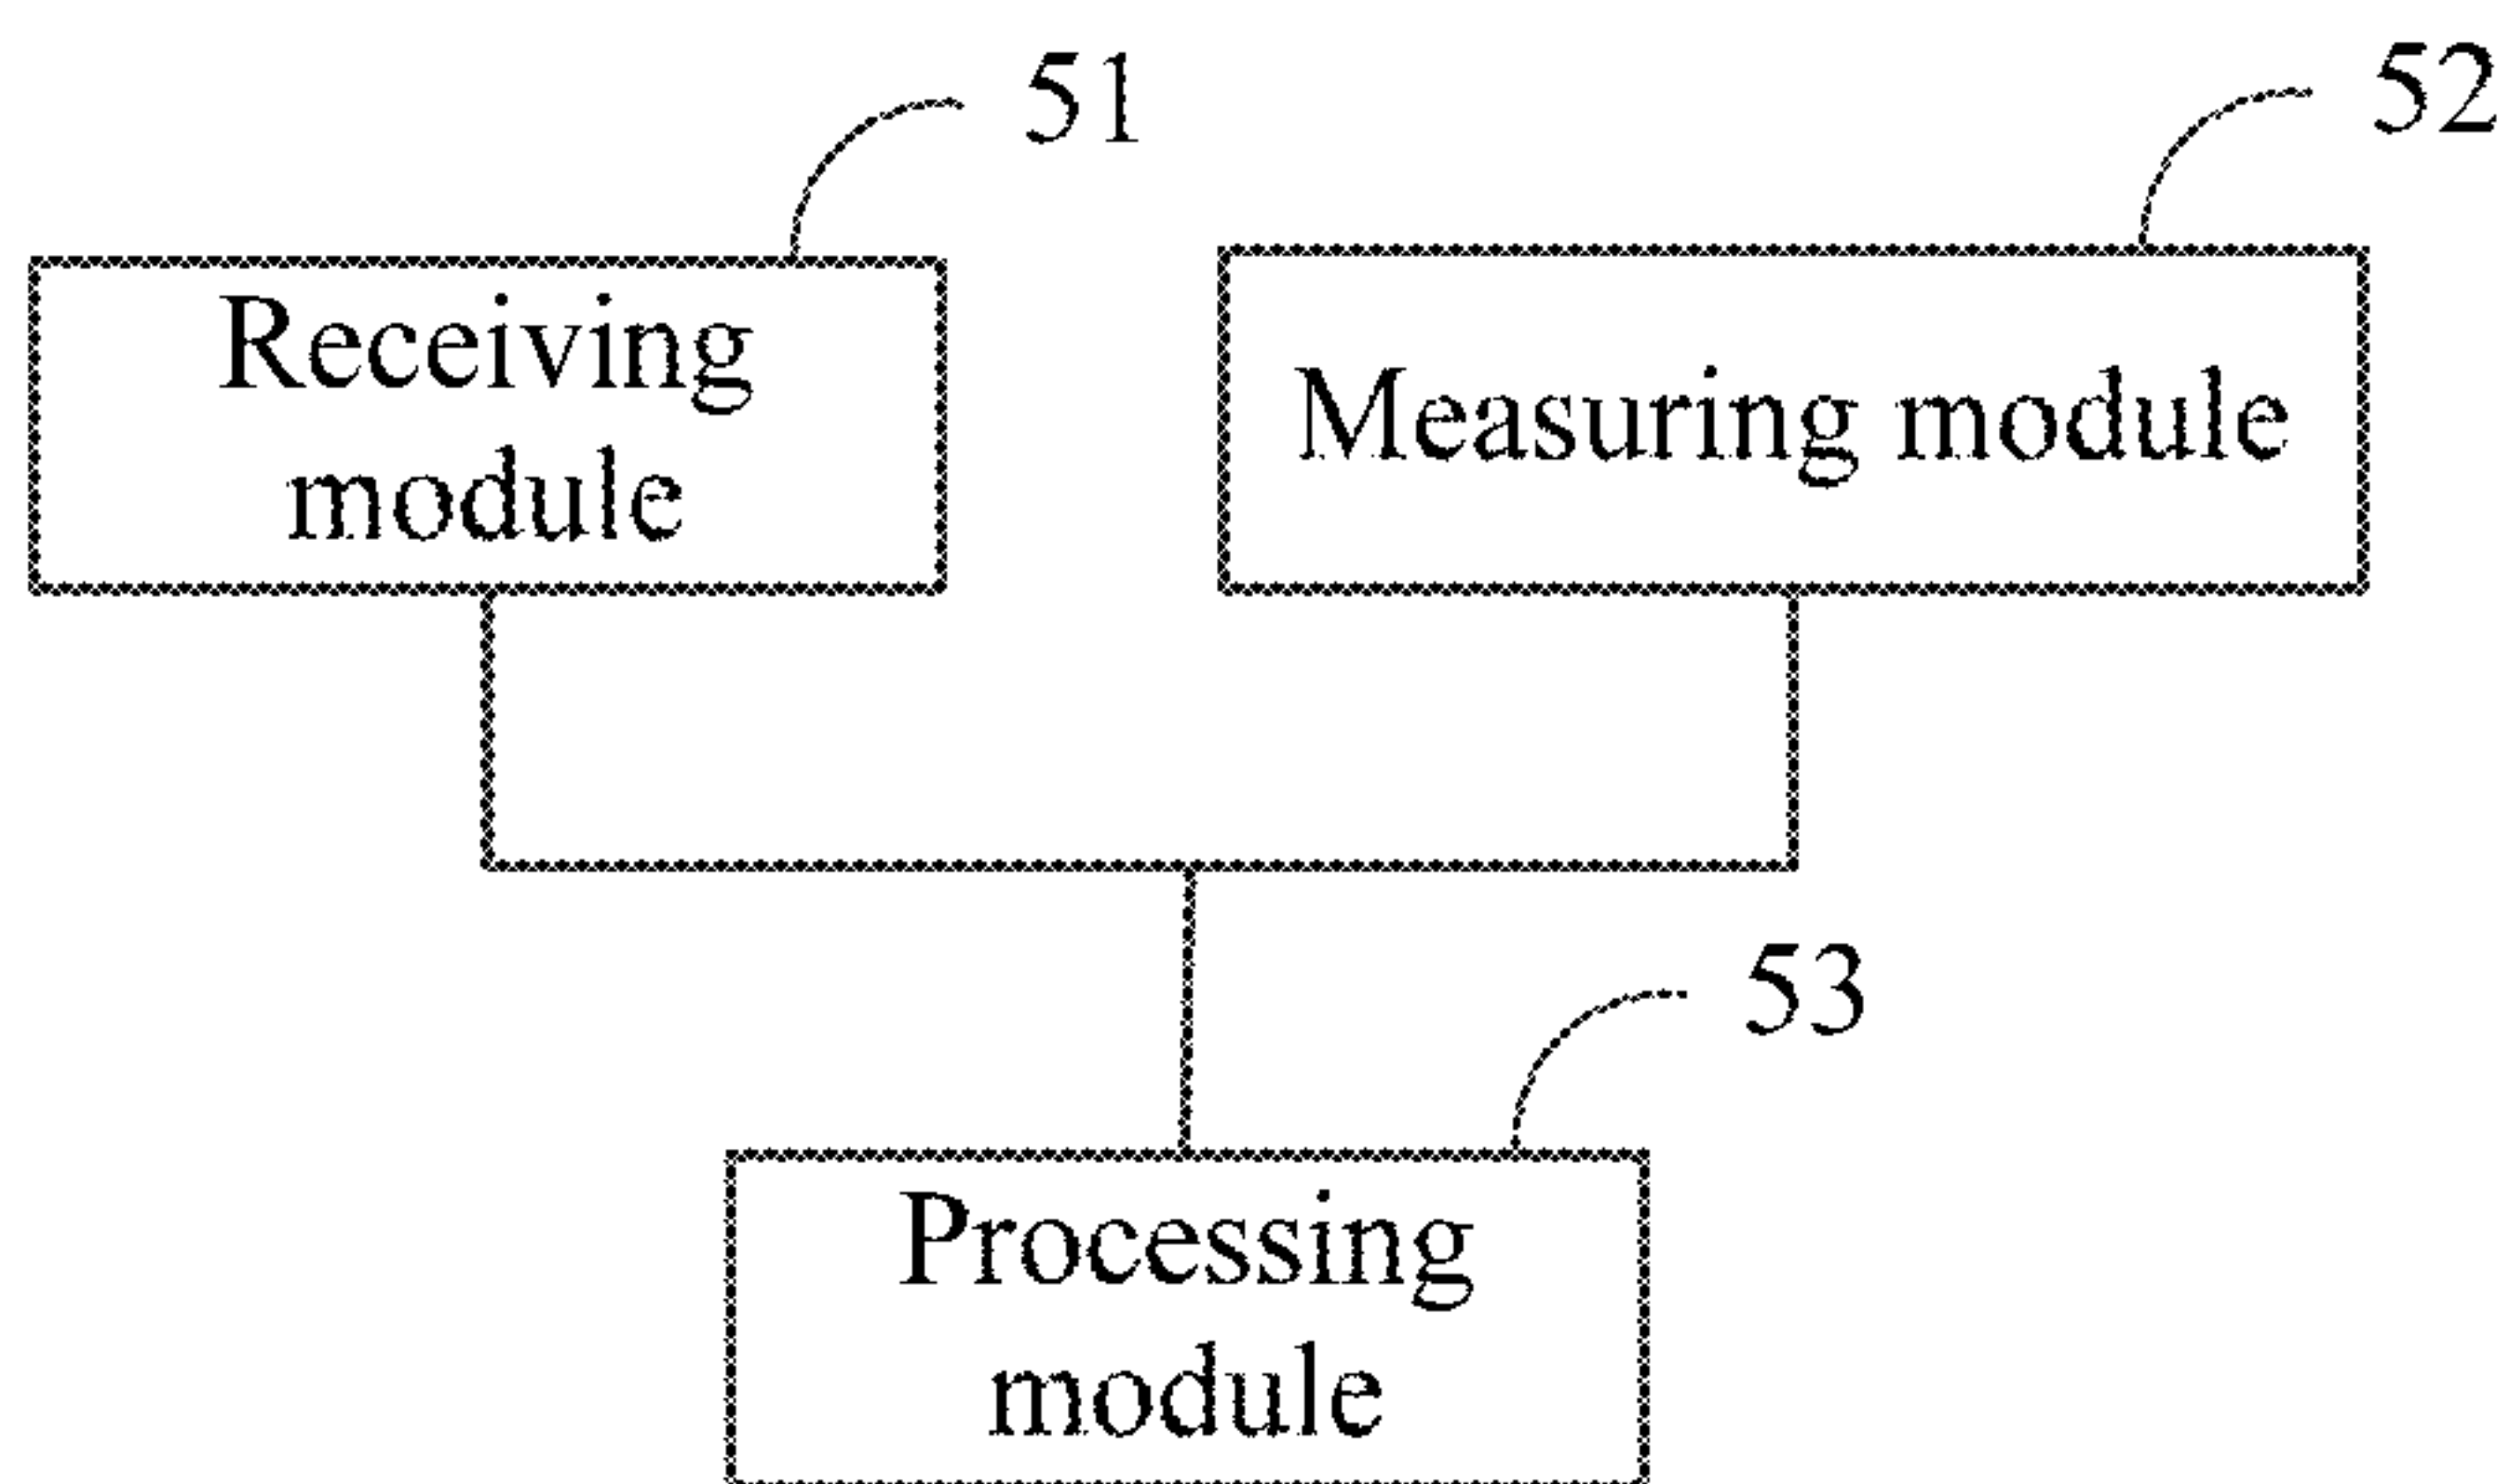 51
52
Receiving
module
Measuring module
53
Processing
module